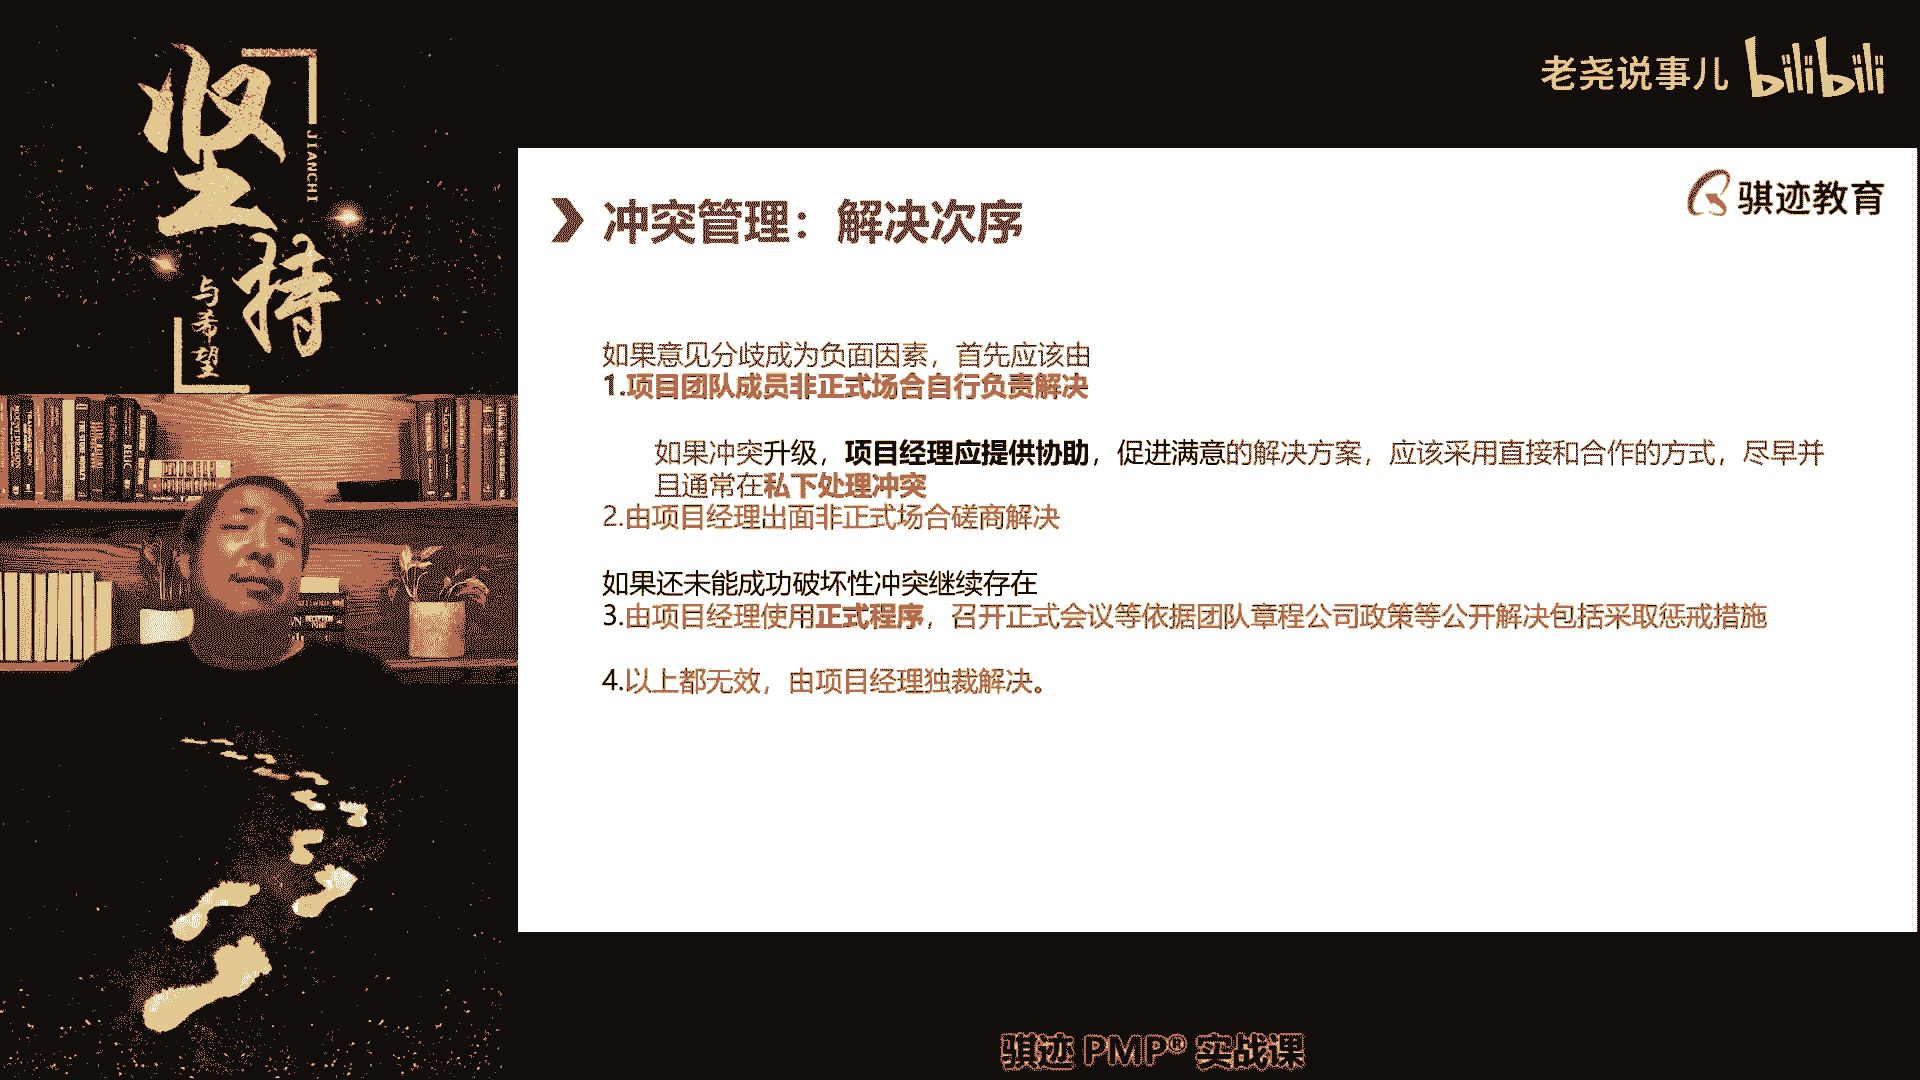 坚持
JIANCHI
与希望
老尧说事儿 bilibili
骐迹教育
冲突管理：解决次序
如果意见分歧成为负面因素，首先应该由
1.项目团队成员非正式场合自行负责解决
如果冲突升级，项目经理应提供协助，促进满意的解决方案，应该采用直接和合作的方式，尽早并
且通常在私下处理冲突
2.由项目经理出面非正式场合磋商解决
如果还未能成功破坏性冲突继续存在
3.由项目经理使用正式程序，召开正式会议等依据团队章程公司政策等公开解决包括采取惩戒措施
4.以上都无效，由项目经理独裁解决。
骐迹 PMP® 实战课